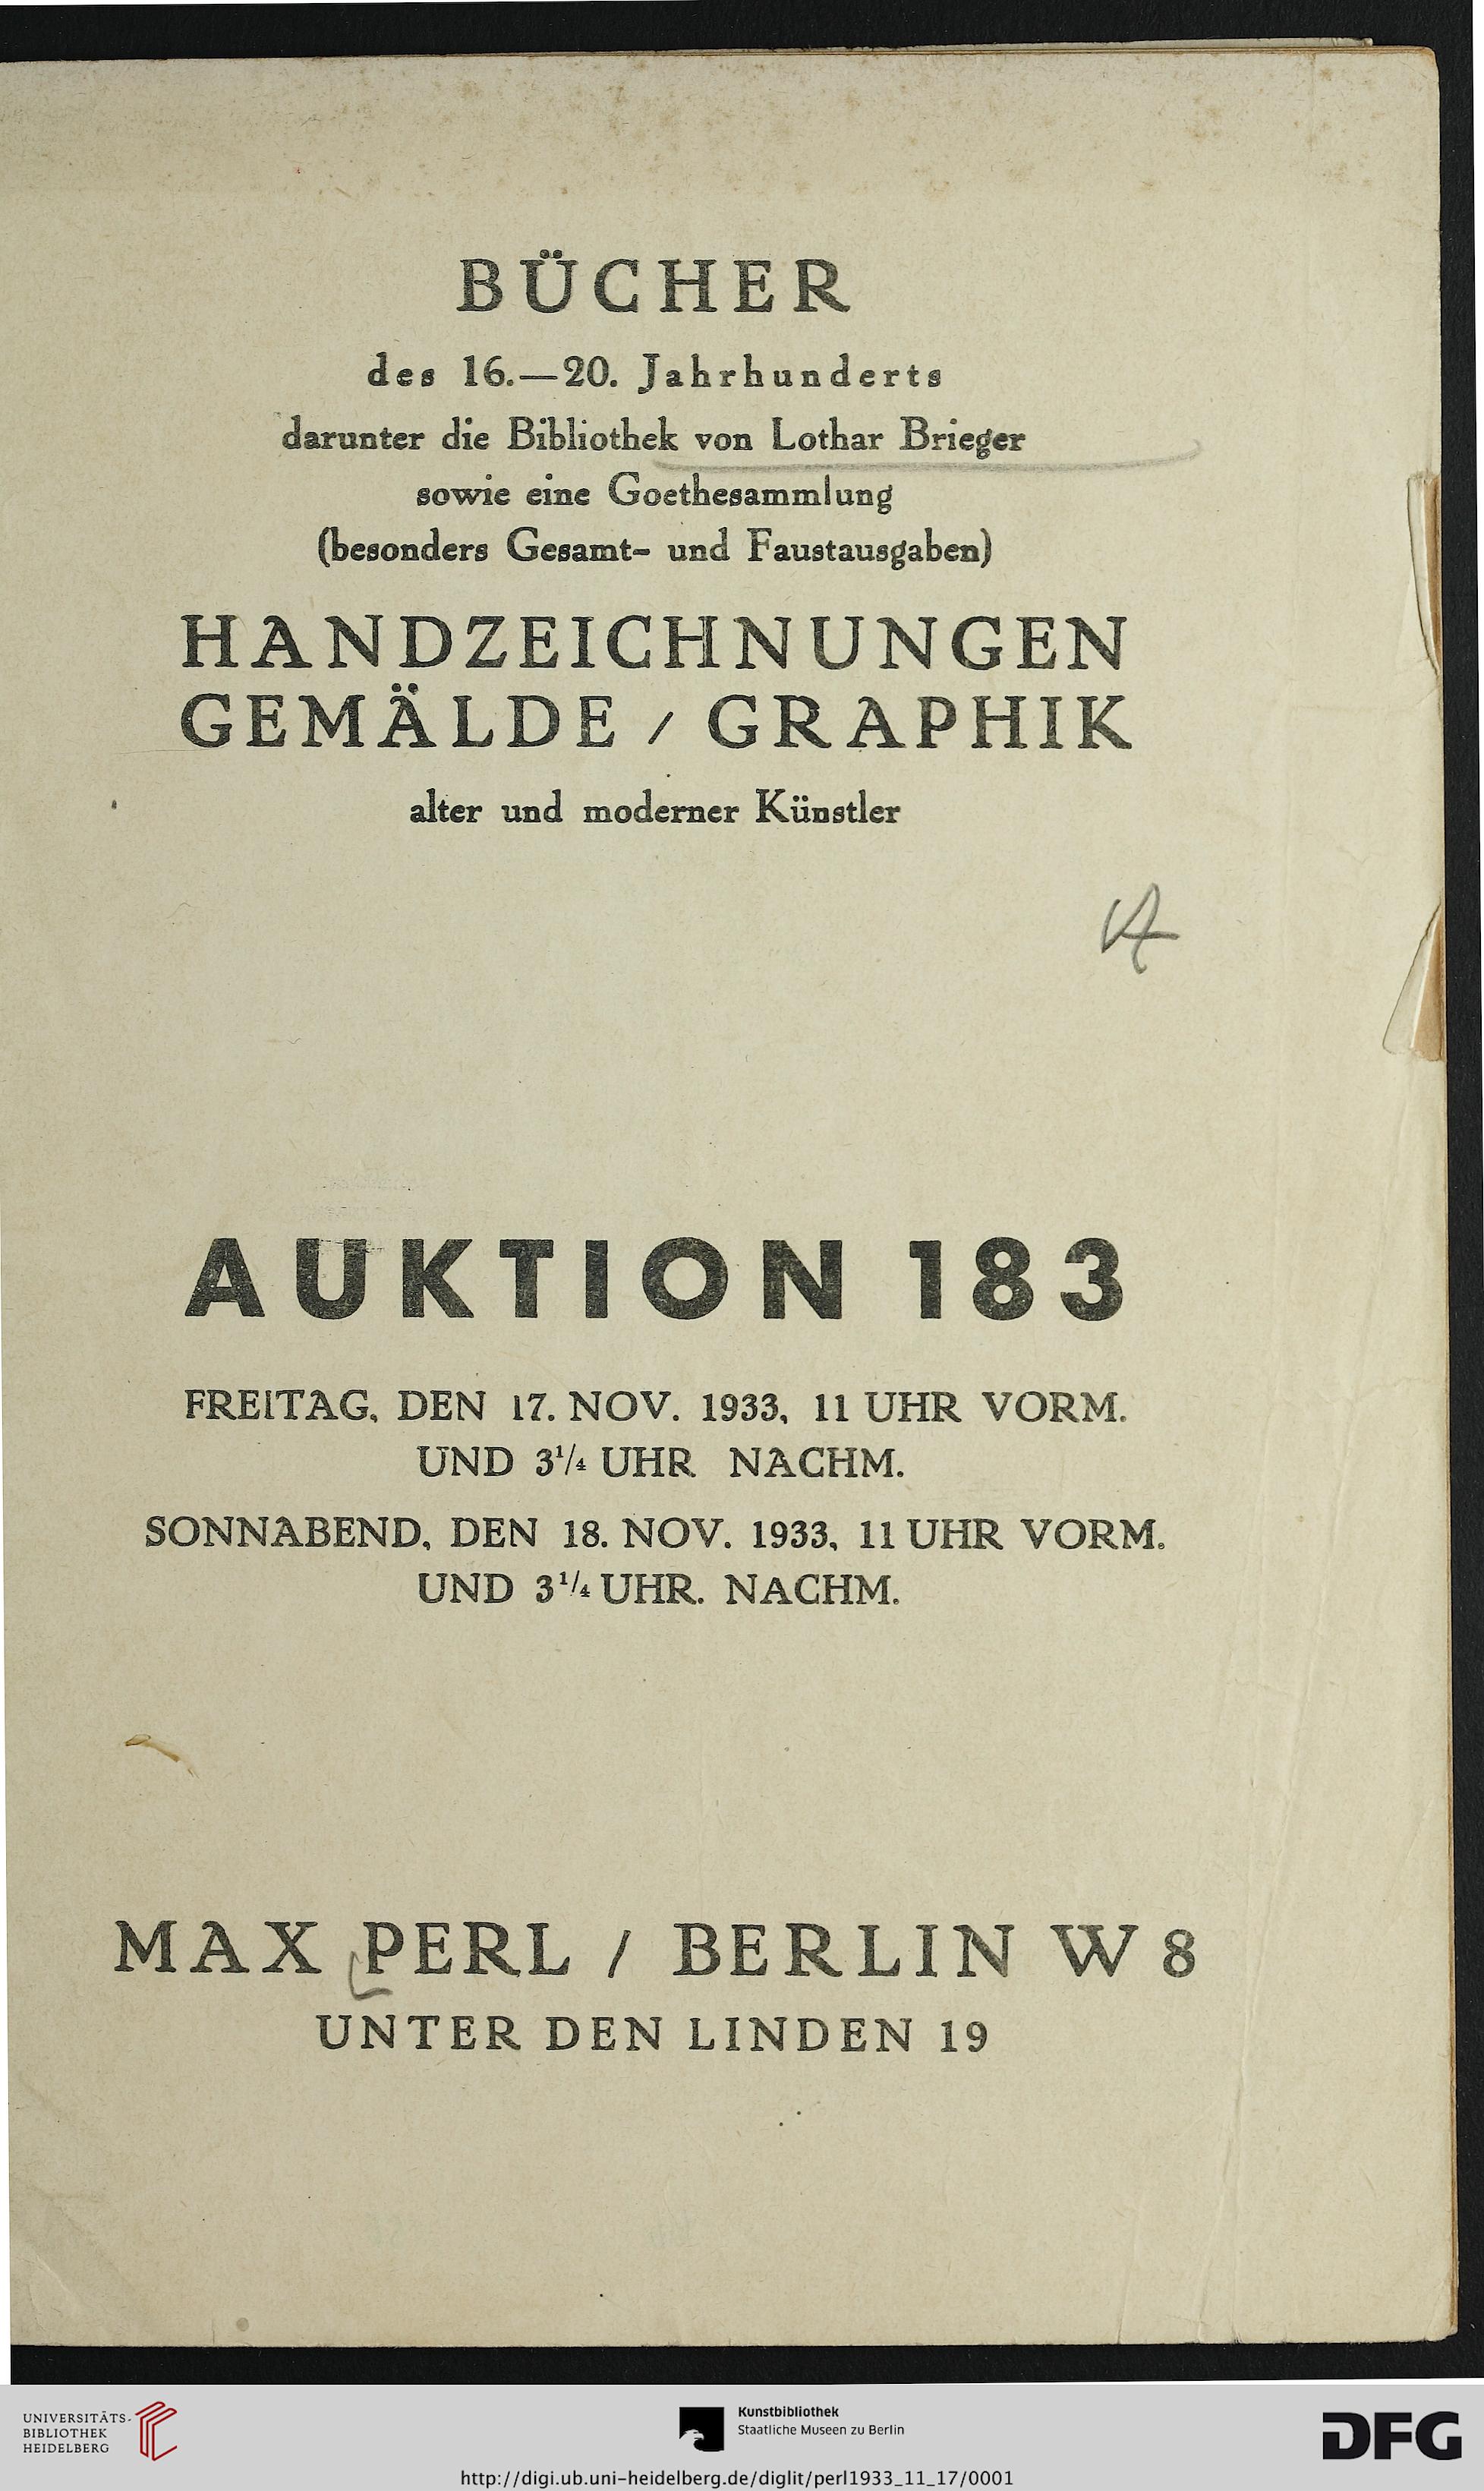 BÜCHER
des 16.—20. Jahrhunderts
darunter die Bibliothek von Lothar Brieger
sowie eine Goethesammlung
(besonders Gesamt- und Faustausgaben)
HANDZEICHNUNGEN
GEMÄLDE / GRAPHIK
alter und moderner Künstler
AUKTION 183
FREITAG, DEN 17. NOV. 1933, 11 UHR VORM.
UND 3¼ UHR NACHM.
SONNABEND, DEN 18. NOV. 1933, 11 UHR VORM.
UND 3¼ UHR. NACHM.
MAX PERL / BERLIN W 8
UNTER DEN LINDEN 19
UNIVERSITÄTS-
BIBLIOTHEK
HEIDELBERG
Kunstbibliothek
Staatliche Museen zu Berlin
DFG
http://digi.ub.uni-heidelberg.de/diglit/perl1933_11_17/0001